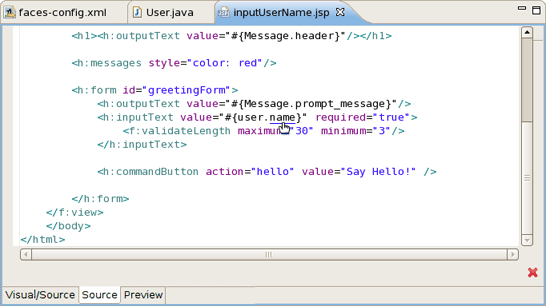 faces-config.xml User.java inputUserName.jsp
<h1><h:outputText value="#{Message.header}"/></h1>
<h:messages style="color: red"/>
<h:form id="greetingForm">
<h:outputText value="#{Message.prompt_message}"/>
<h:inputText value="#{user.name}" required="true">
<f:validateLength maximum="30" minimum="3"/>
</h:inputText>
<h:commandButton action="hello" value="Say Hello!" />
</h:form>
</f:view>
</body>
</html>
Visual/Source Source Preview